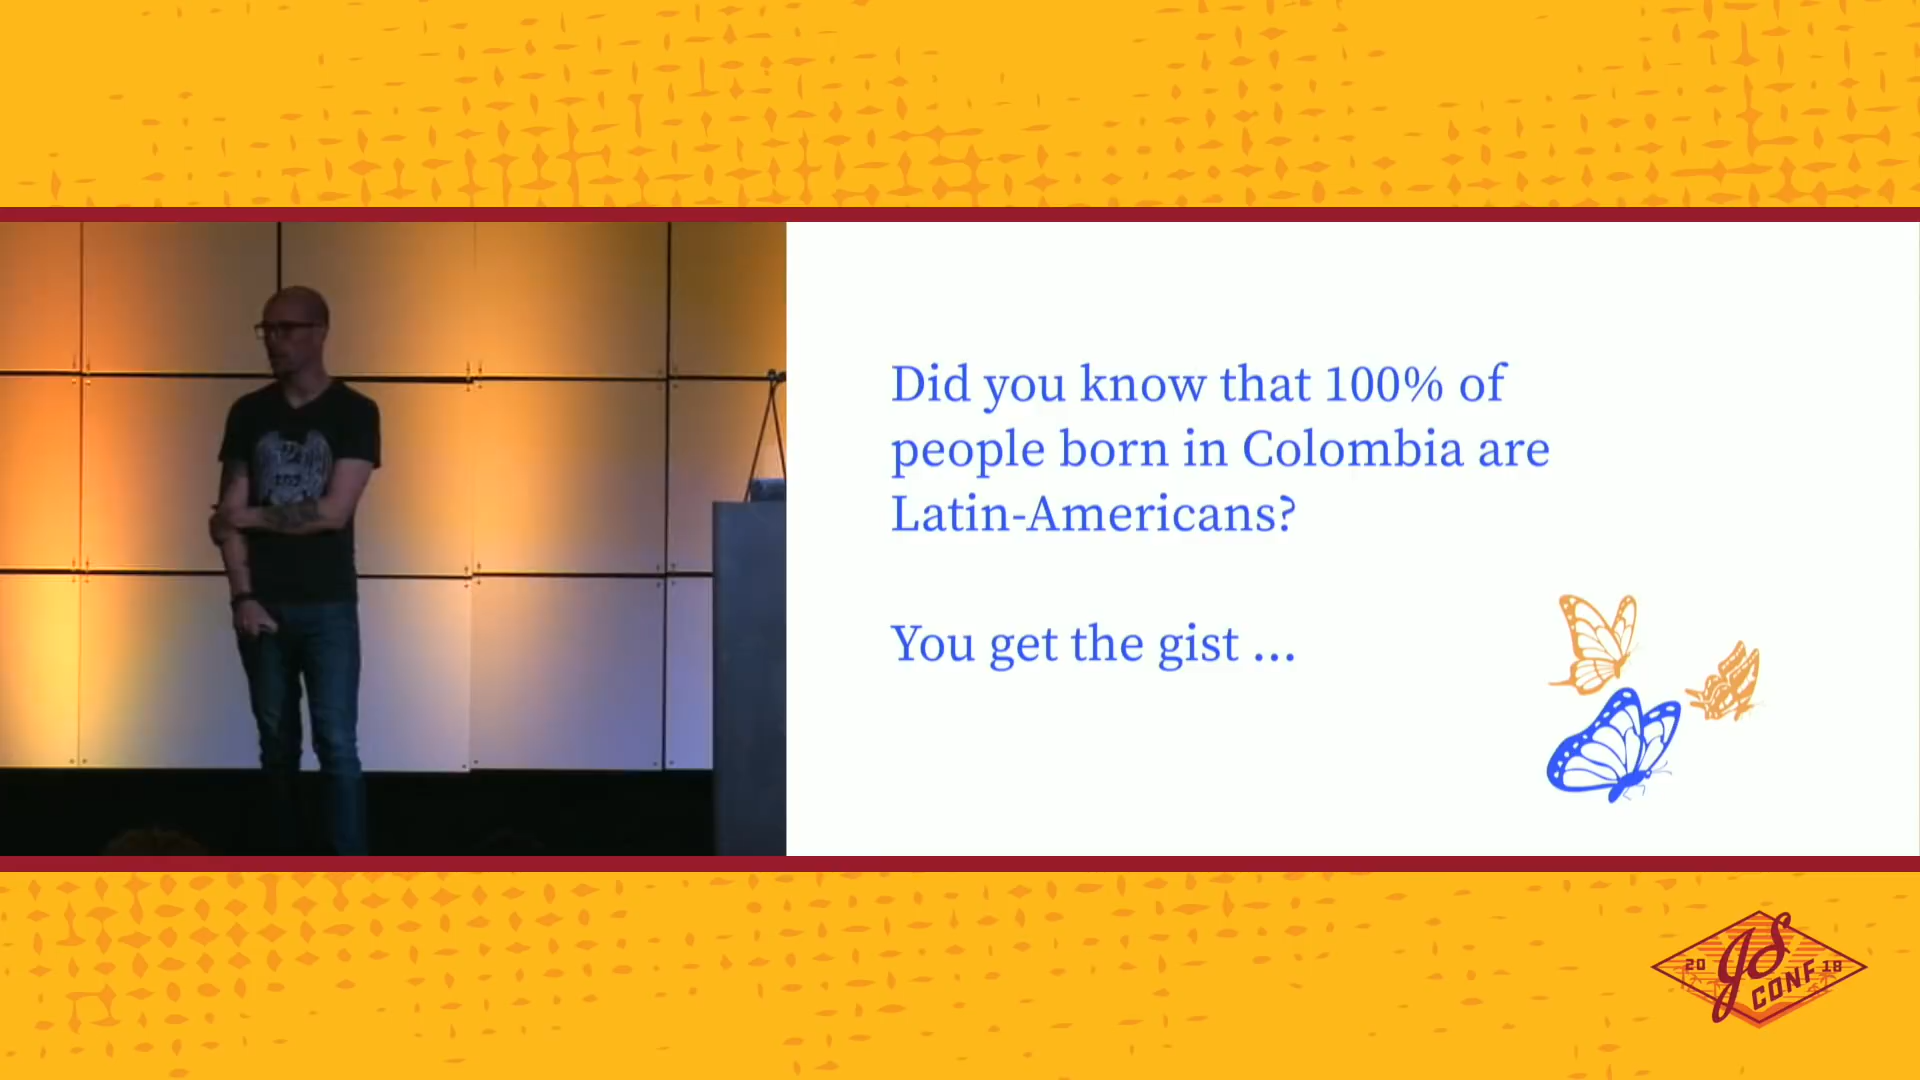 Did you know that 100% of
people born in Colombia are
Latin-Americans?
You get the gist ...
20 JS 18
CONF